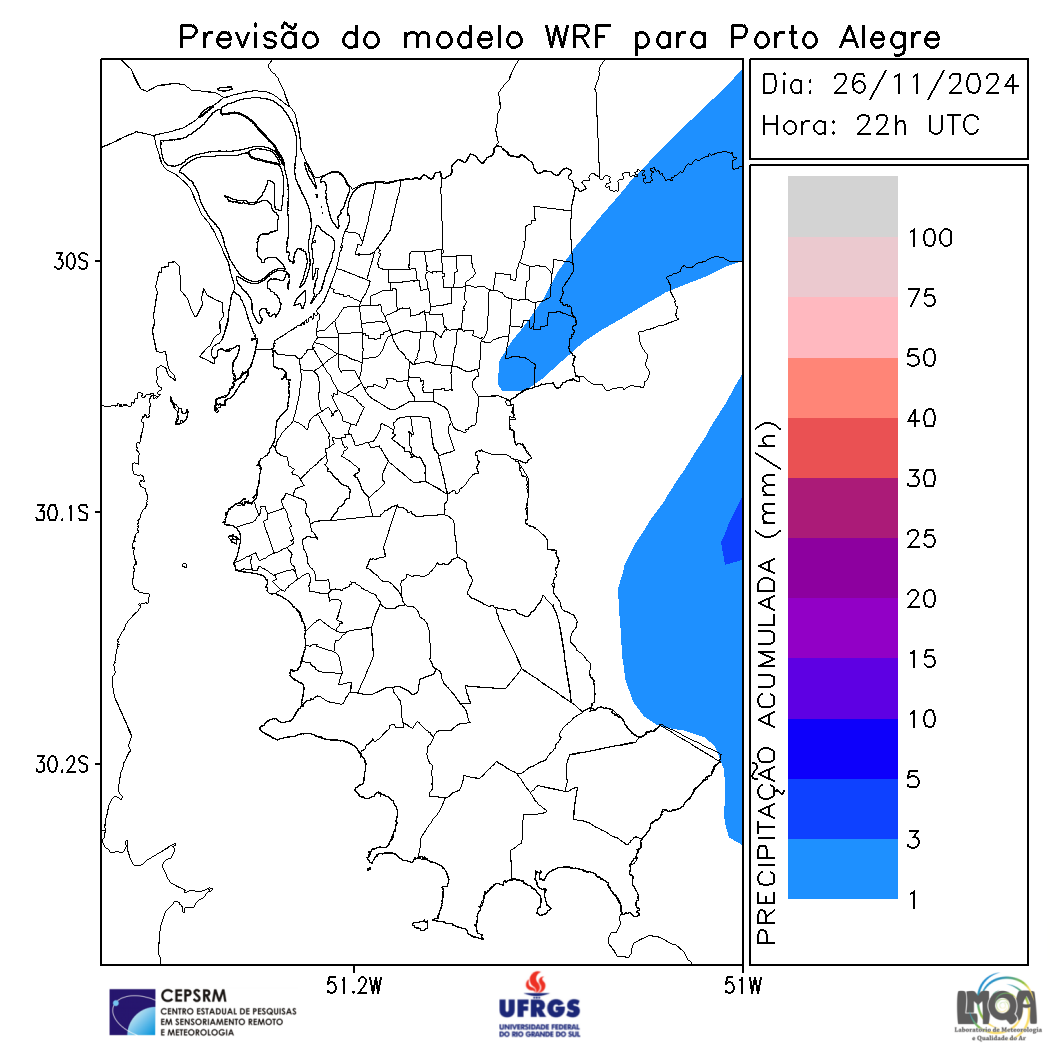 Previsão do modelo WRF para Porto Alegre
Dia: 26/11/2024
Hora: 22h UTC
30S
30.1S
30.2S
51.2W
51W
PRECIPITAÇÃO ACUMULADA (mm/h)
100
75
50
40
30
25
20
15
10
5
3
1
CEPSRM
CENTRO ESTADUAL DE PESQUISAS
EM SENSORIAMENTO REMOTO
E METEOROLOGIA
UFRGS
UNIVERSIDADE FEDERAL
DO RIO GRANDE DO SUL
LMQA
Laboratório de Meteorologia
e Qualidade do Ar